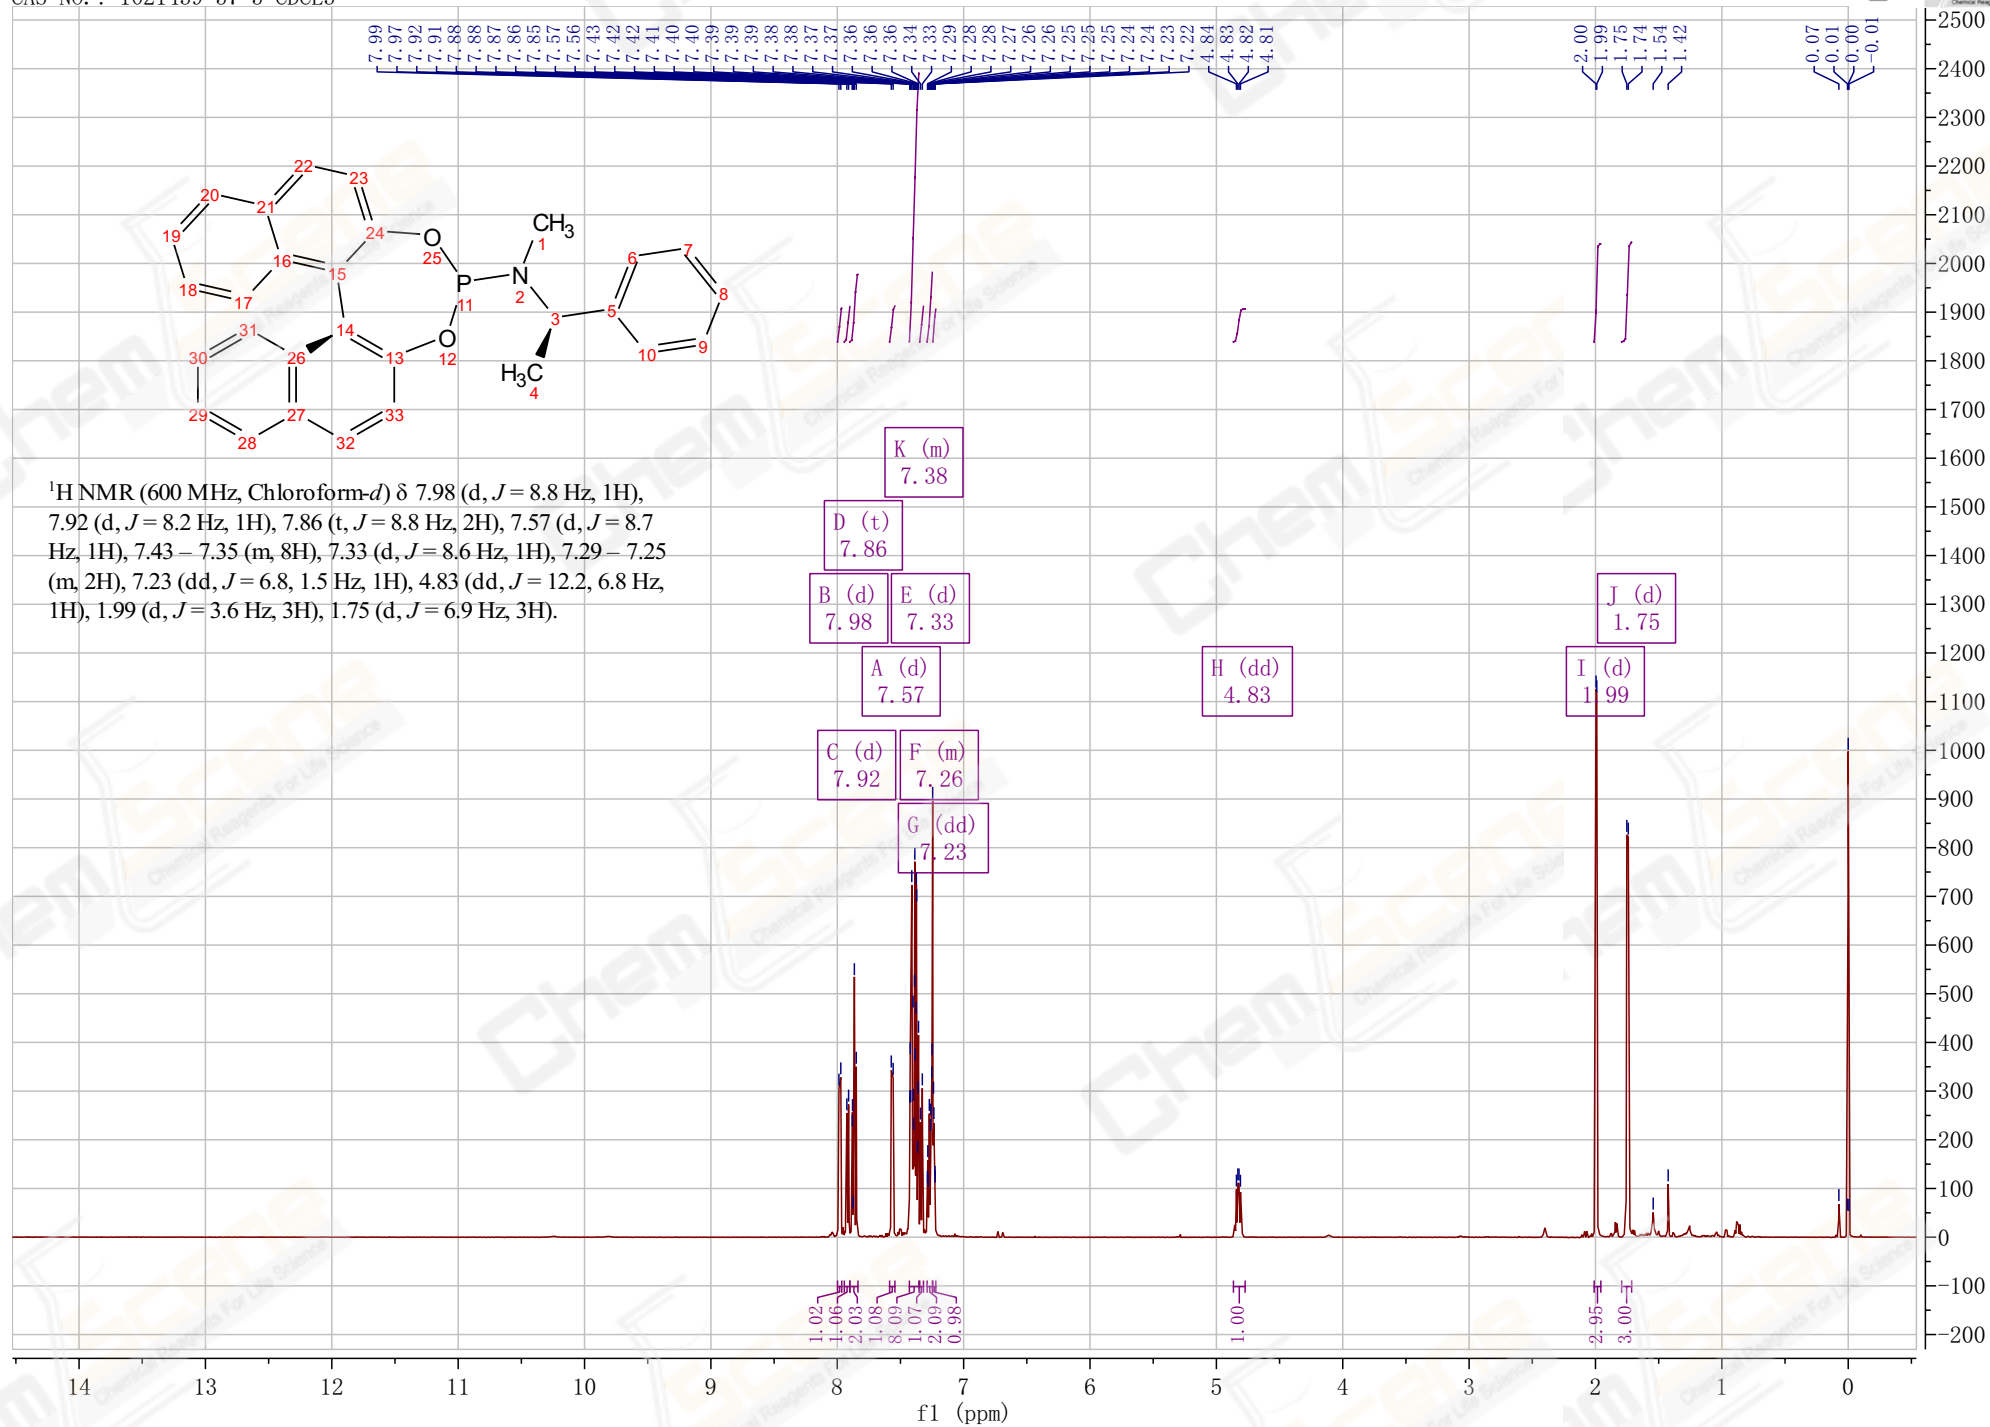 7.99 7.97 7.92 7.91 7.88 7.88 7.87 7.86 7.85 7.57 7.56 7.43 7.42 7.42 7.41 7.40 7.40 7.39 7.39 7.39 7.38 7.38 7.37 7.37 7.36 7.36 7.36 7.34 7.33 7.29 7.28 7.28 7.27 7.26 7.26 7.25 7.25 7.25 7.24 7.24 7.23 7.22 4.84 4.83 4.82 4.81 2.00 1.99 1.75 1.74 1.54 1.42 0.07 0.01 0.00 -0.01
2500
2400
2300
2200
2100
2000
1900
1800
1700
1600
1500
1400
1300
1200
1100
1000
900
800
700
600
500
400
300
200
100
0
-100
-200
22
23
20
21
24
O
25
19
16
15
18
17
P
11
N
2
CH3
1
3
H3C
4
5
6
7
8
9
10
31
14
O
12
30
26
13
29
27
33
28
32
1H NMR (600 MHz, Chloroform-d) δ 7.98 (d, J = 8.8 Hz, 1H),
7.92 (d, J = 8.2 Hz, 1H), 7.86 (t, J = 8.8 Hz, 2H), 7.57 (d, J = 8.7
Hz, 1H), 7.43 – 7.35 (m, 8H), 7.33 (d, J = 8.6 Hz, 1H), 7.29 – 7.25
(m, 2H), 7.23 (dd, J = 6.8, 1.5 Hz, 1H), 4.83 (dd, J = 12.2, 6.8 Hz,
1H), 1.99 (d, J = 3.6 Hz, 3H), 1.75 (d, J = 6.9 Hz, 3H).
K (m)
7.38
D (t)
7.86
B (d)
7.98
E (d)
7.33
A (d)
7.57
C (d)
7.92
F (m)
7.26
G (dd)
7.23
H (dd)
4.83
J (d)
1.75
I (d)
1.99
1.02 1.06 2.03 1.08 8.09 1.07 2.09 0.98 1.00 2.95 3.00
14 13 12 11 10 9 8 7 6 5 4 3 2 1 0
f1 (ppm)
ChemScene
Chemical Reagents For Life Science